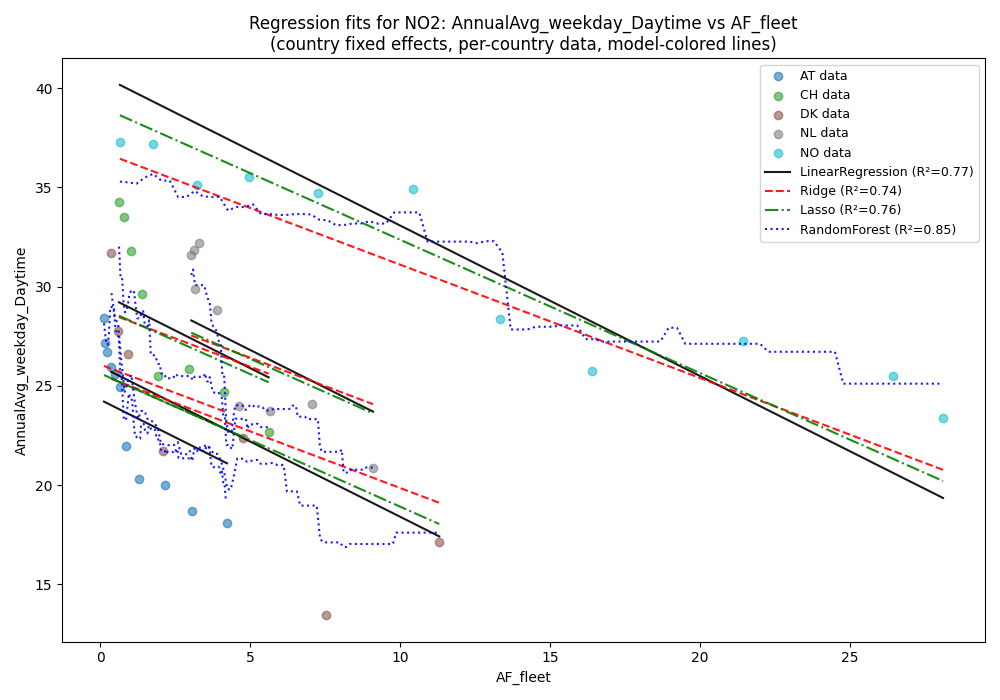 Regression fits for NO2: AnnualAvg_weekday_Daytime vs AF_fleet
(country fixed effects, per-country data, model-colored lines)
AT data
CH data
DK data
NL data
NO data
LinearRegression (R²=0.77)
Ridge (R²=0.74)
Lasso (R²=0.76)
RandomForest (R²=0.85)
AnnualAvg_weekday_Daytime
40
35
30
25
20
15
0
5
10
15
20
25
AF_fleet